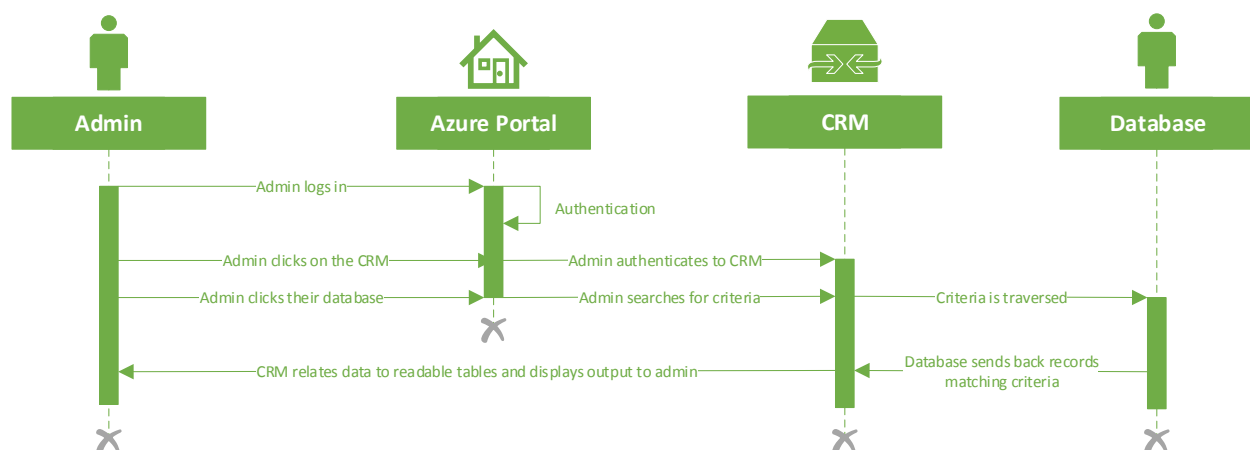 Admin
Azure Portal
CRM
Database
Admin logs in
Authentication
Admin clicks on the CRM
Admin authenticates to CRM
Admin clicks their database
Admin searches for criteria
Criteria is traversed
CRM relates data to readable tables and displays output to admin
Database sends back records
matching criteria